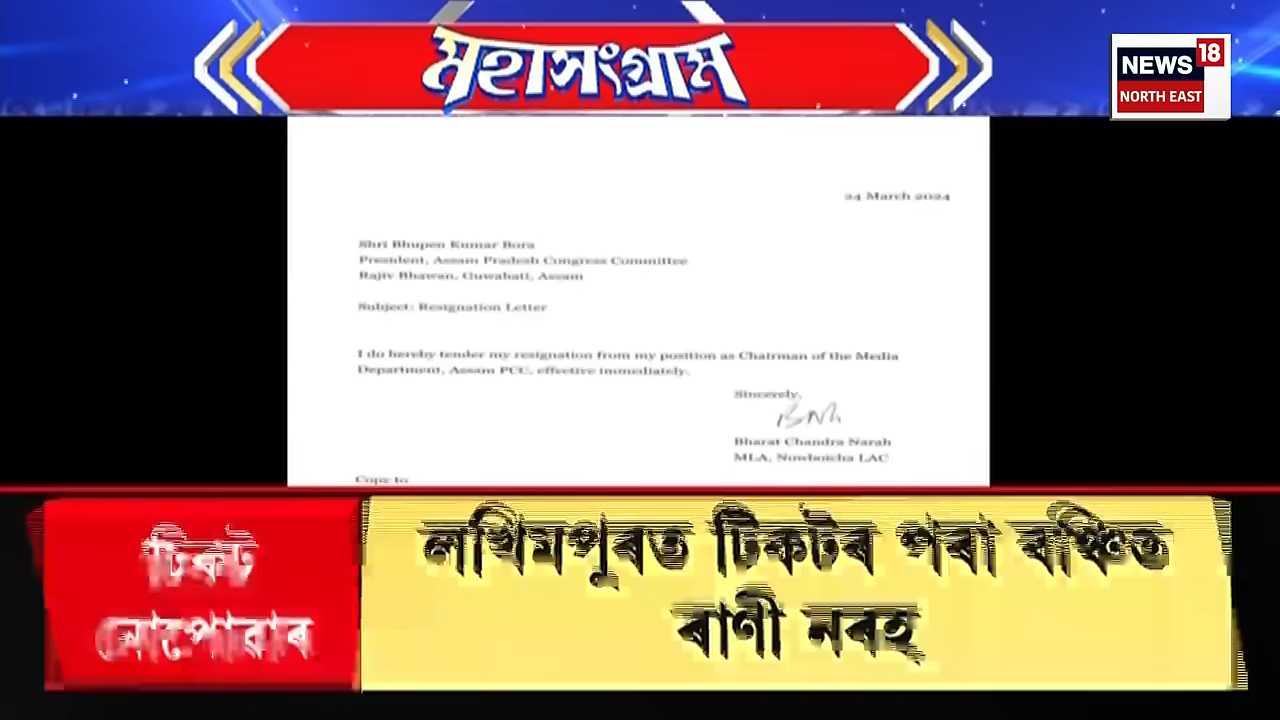 মহাসংগ্ৰাম
NEWS 18
NORTH EAST
24 March 2024
Shri Bhupen Kumar Bora
President, Assam Pradesh Congress Committee
Rajiv Bhawan, Guwahati, Assam
Subject: Resignation Letter
I do hereby tender my resignation from my position as Chairman of the Media
Department, Assam PCC, effective immediately.
Sincerely,
Bharat Chandra Narah
MLA, Nowboicha LAC
Copy to
টিকট
নোপোৱাৰ
লখিমপুৰত টিকটৰ পৰা বঞ্চিত
ৰাণী নৰহ